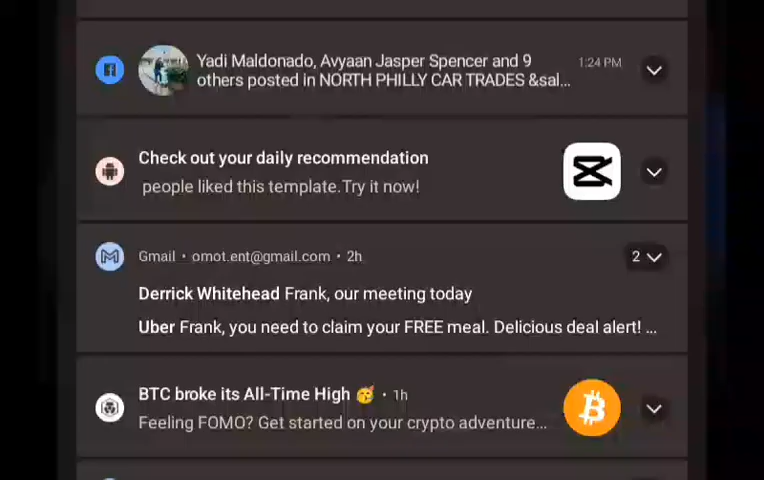 Yadi Maldonado, Avyaan Jasper Spencer and 9
others posted in NORTH PHILLY CAR TRADES &sal...
1:24 PM
Check out your daily recommendation
people liked this template.Try it now!
Gmail • omot.ent@gmail.com • 2h
2
Derrick Whitehead Frank, our meeting today
Uber Frank, you need to claim your FREE meal. Delicious deal alert! ...
BTC broke its All-Time High 🥳 • 1h
Feeling FOMO? Get started on your crypto adventure...